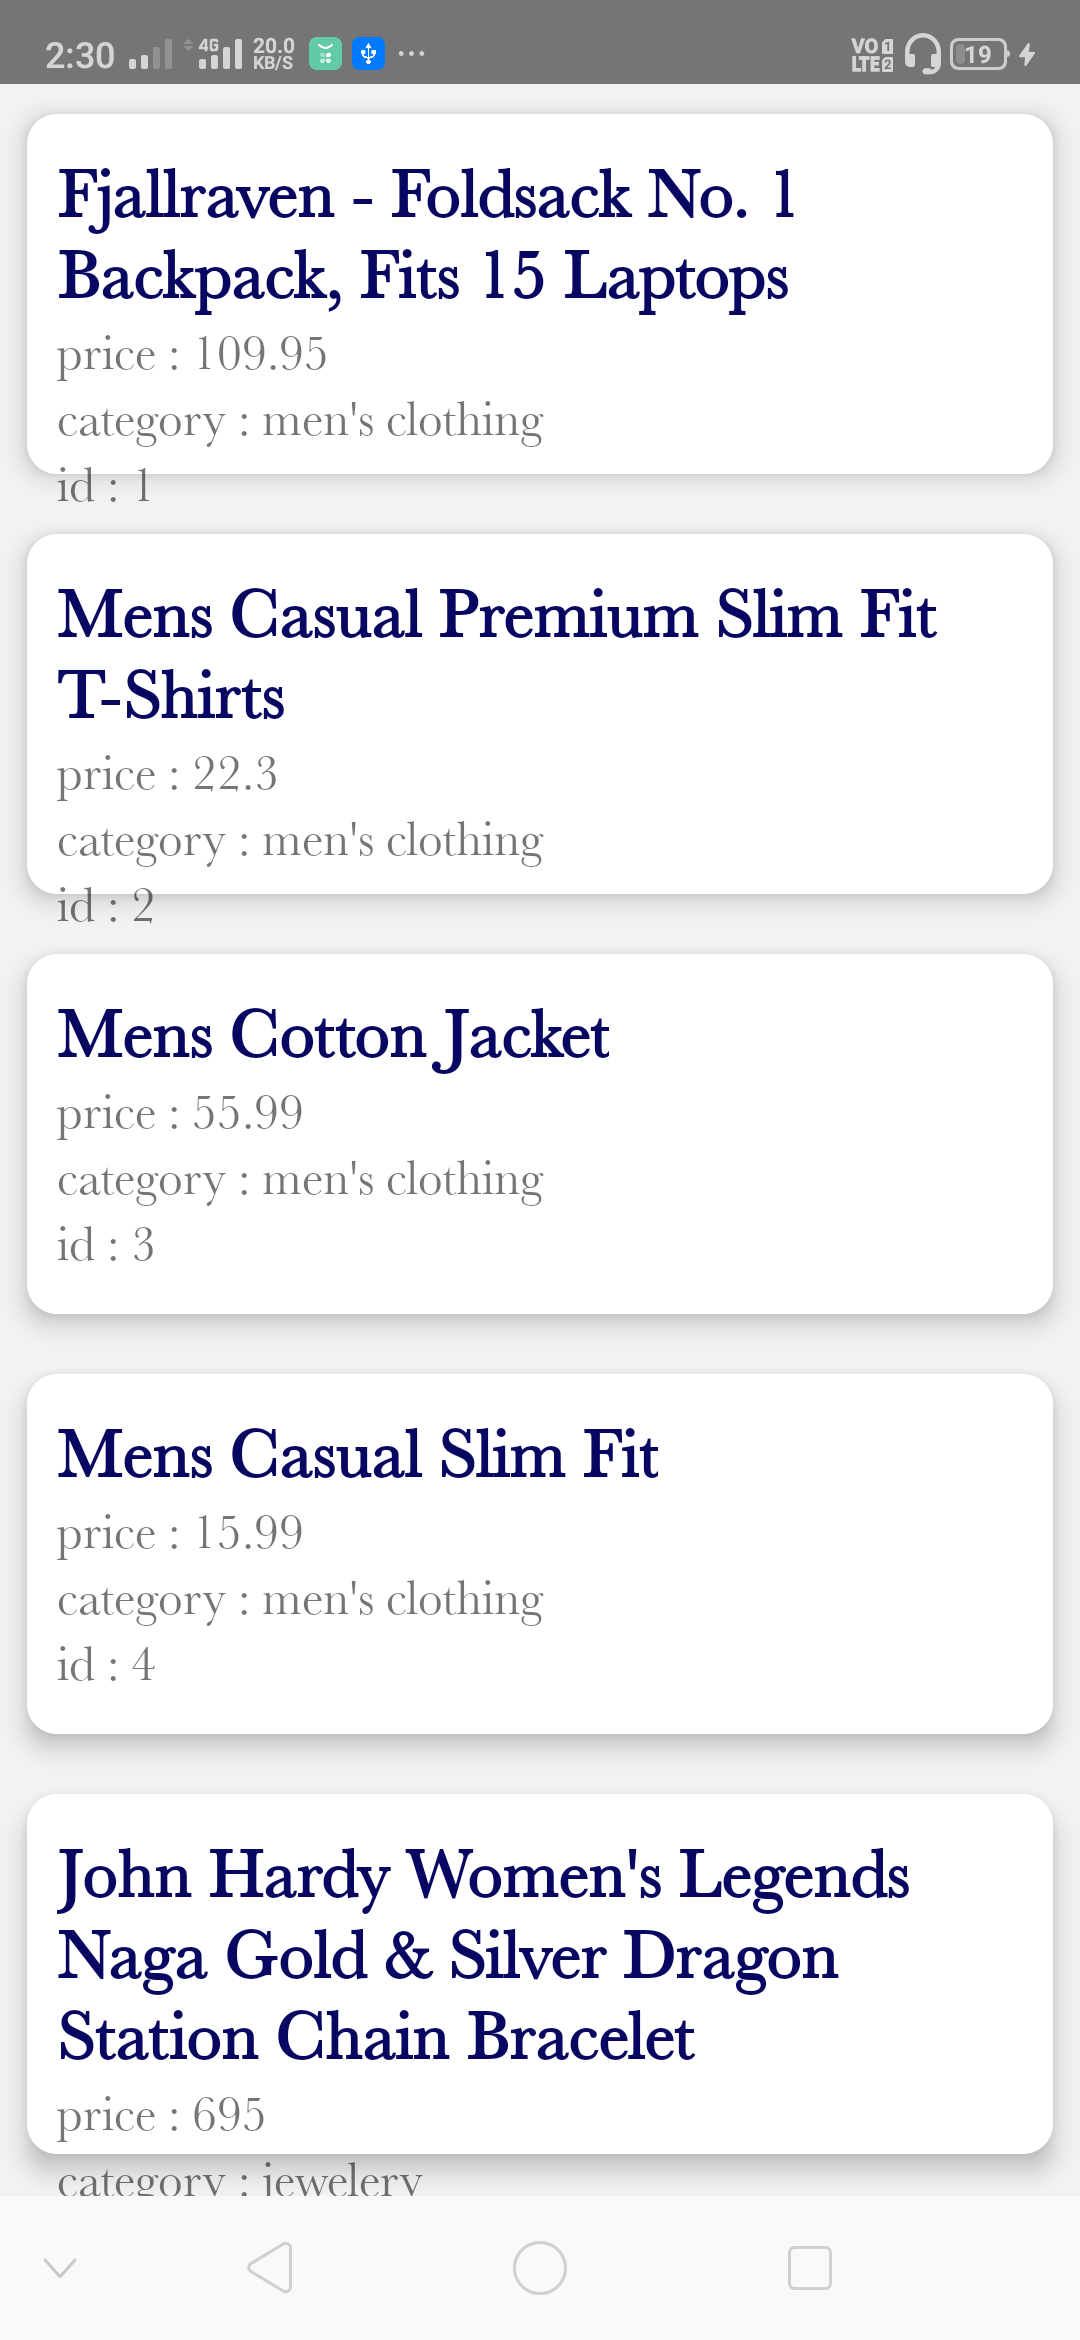 2:30 4G 20.0 KB/S ... VO 1 LTE 2 19
Fjallraven - Foldsack No. 1
Backpack, Fits 15 Laptops
price : 109.95
category : men's clothing
id : 1
Mens Casual Premium Slim Fit
T-Shirts
price : 22.3
category : men's clothing
id : 2
Mens Cotton Jacket
price : 55.99
category : men's clothing
id : 3
Mens Casual Slim Fit
price : 15.99
category : men's clothing
id : 4
John Hardy Women's Legends
Naga Gold & Silver Dragon
Station Chain Bracelet
price : 695
category : jewelery